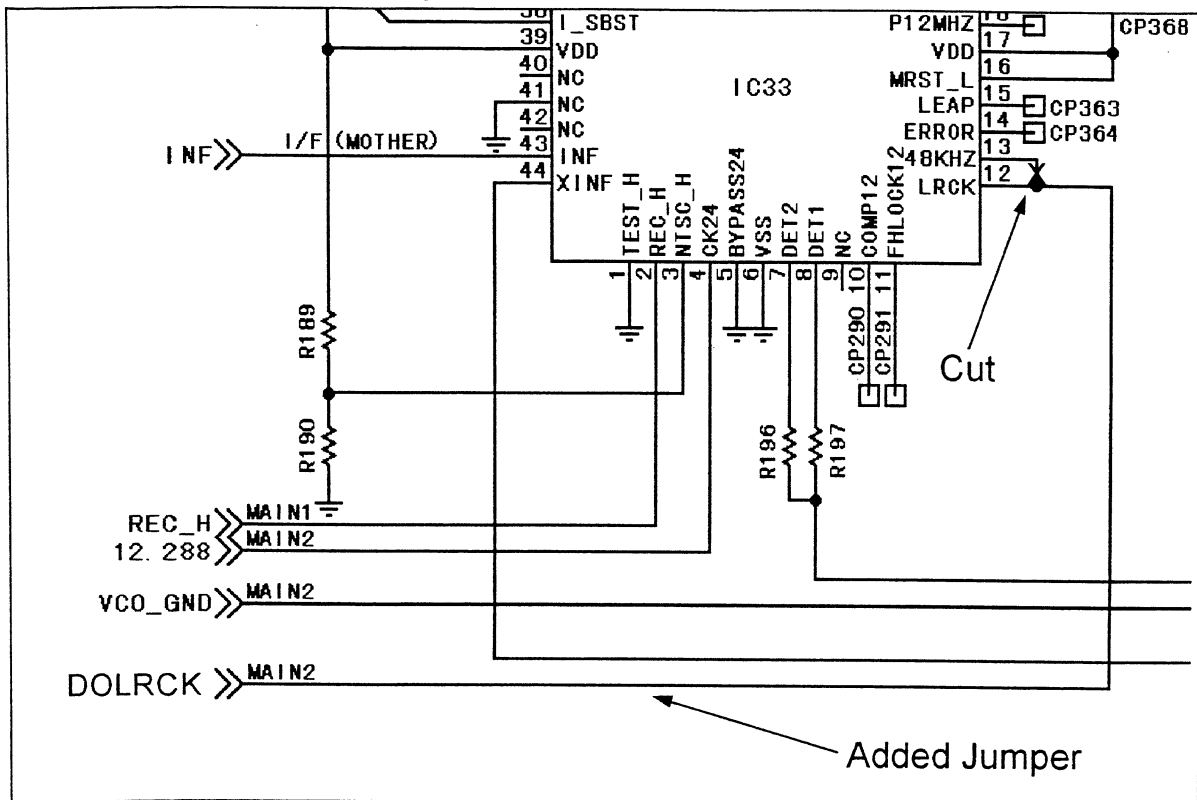 I_SBST
39
VDD
40
NC
41
NC
42
NC
43
INF
44
XINF
INF
I/F (MOTHER)
IC33
P12MHZ
CP368
17
VDD
16
MRST_L
15
LEAP
CP363
14
ERROR
CP364
13
48KHZ
12
LRCK
TEST_H
REC_H
NTSC_H
CK24
BYPASS24
VSS
DET2
DET1
NC
COMP12
FHLOCK12
1
2
3
4
5
6
7
8
9
10
11
CP290
CP291
Cut
R189
R190
R196
R197
REC_H
MAIN1
12.288
MAIN2
VCO_GND
MAIN2
DOLRCK
MAIN2
Added Jumper